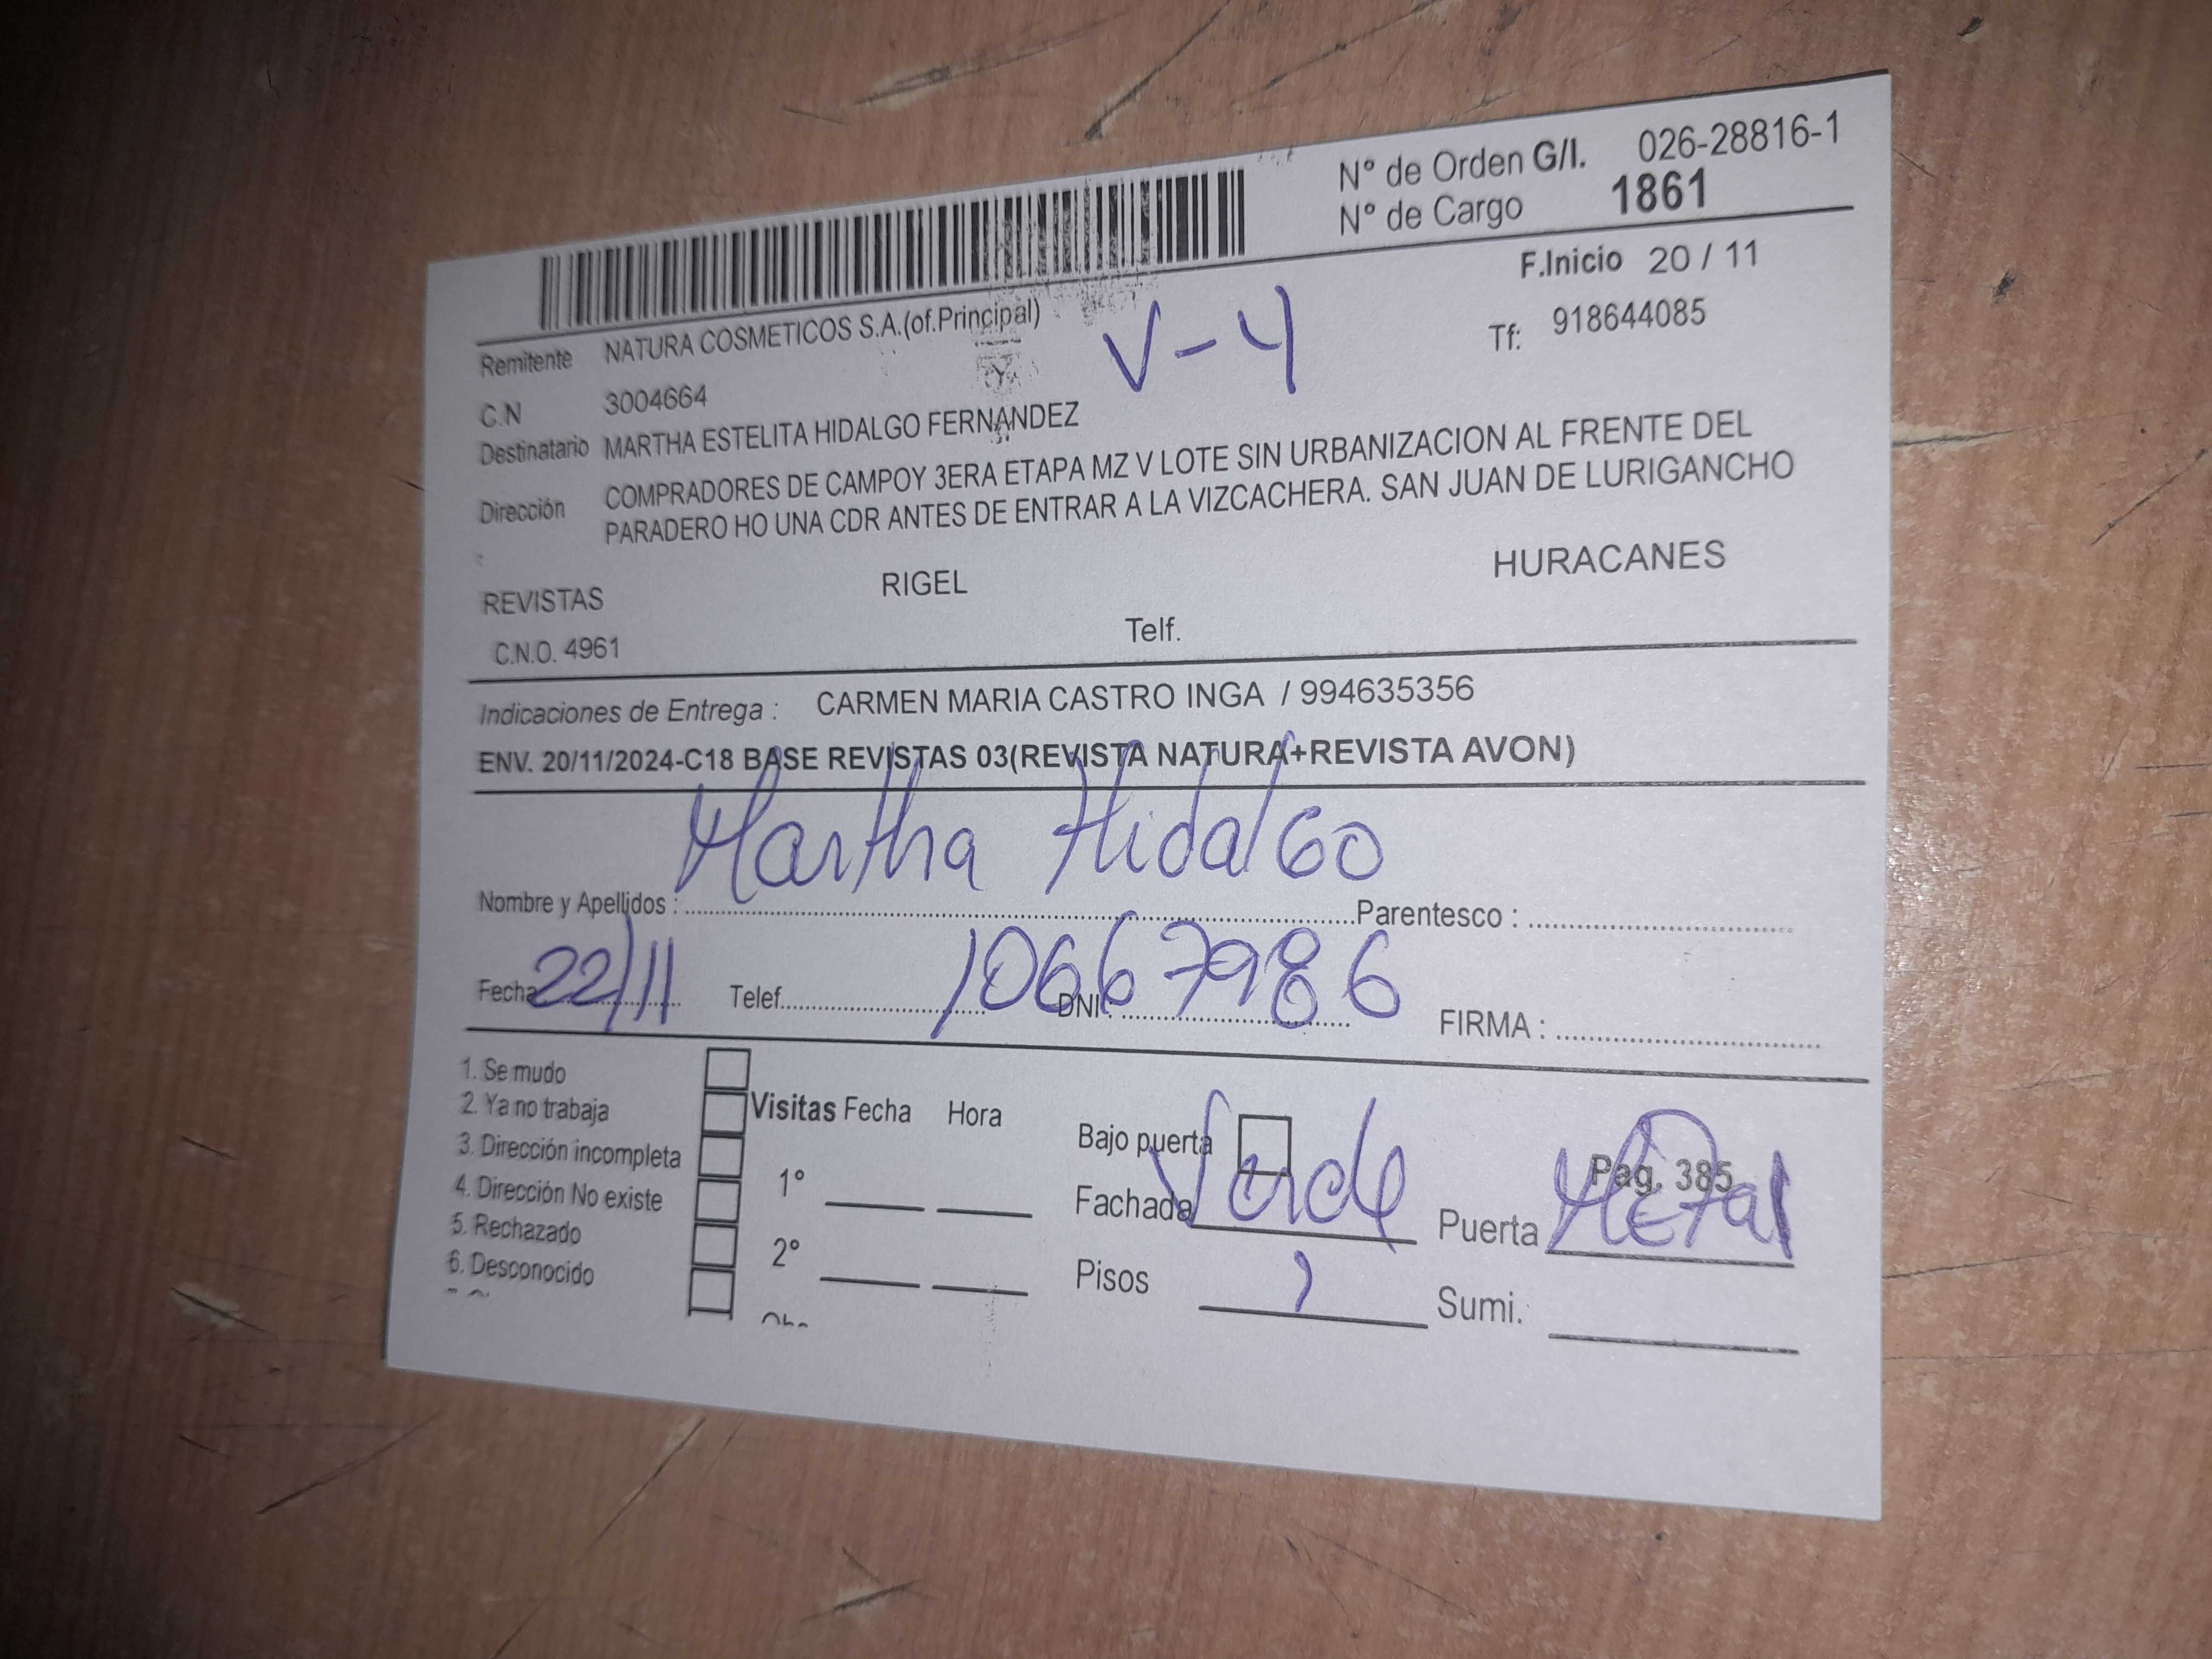 N° de Orden G/I. 026-28816-1
N° de Cargo 1861
F.Inicio 20 / 11
Remitente NATURA COSMETICOS S.A.(of.Principal) V-4 Tf: 918644085
C.N 3004664
Destinatario MARTHA ESTELITA HIDALGO FERNANDEZ
Dirección COMPRADORES DE CAMPOY 3ERA ETAPA MZ V LOTE SIN URBANIZACION AL FRENTE DEL
PARADERO HO UNA CDR ANTES DE ENTRAR A LA VIZCACHERA. SAN JUAN DE LURIGANCHO
REVISTAS RIGEL HURACANES
C.N.O. 4961 Telf.
Indicaciones de Entrega : CARMEN MARIA CASTRO INGA / 994635356
ENV. 20/11/2024-C18 BASE REVISTAS 03(REVISTA NATURA+REVISTA AVON)
Martha Hidalgo
Nombre y Apellidos : Parentesco :
Fecha 22/11 Telef. DNI : 10667986 FIRMA :
1. Se mudo
2. Ya no trabaja Visitas Fecha Hora
3. Dirección incompleta Bajo puerta Pag. 385
4. Dirección No existe 1° Fachada Verde Puerta Metal
5. Rechazado
6. Desconocido 2° Pisos 1 Sumi.